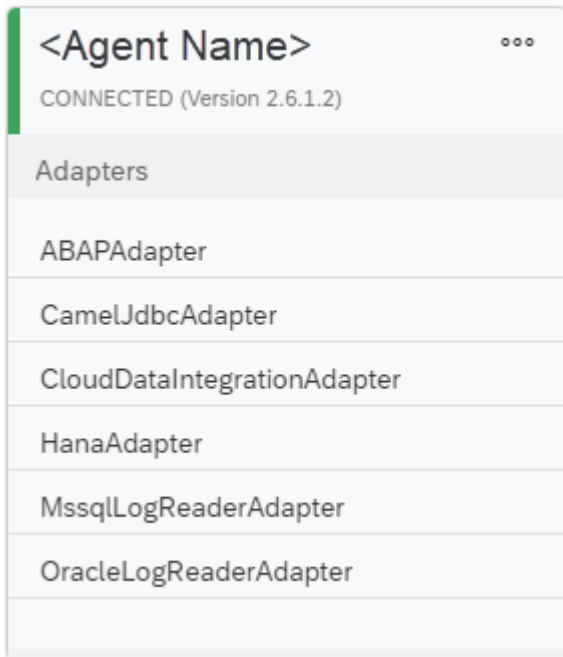 <Agent Name>
CONNECTED (Version 2.6.1.2)
Adapters
ABAPAdapter
CamelJdbcAdapter
CloudDataIntegrationAdapter
HanaAdapter
MssqlLogReaderAdapter
OracleLogReaderAdapter